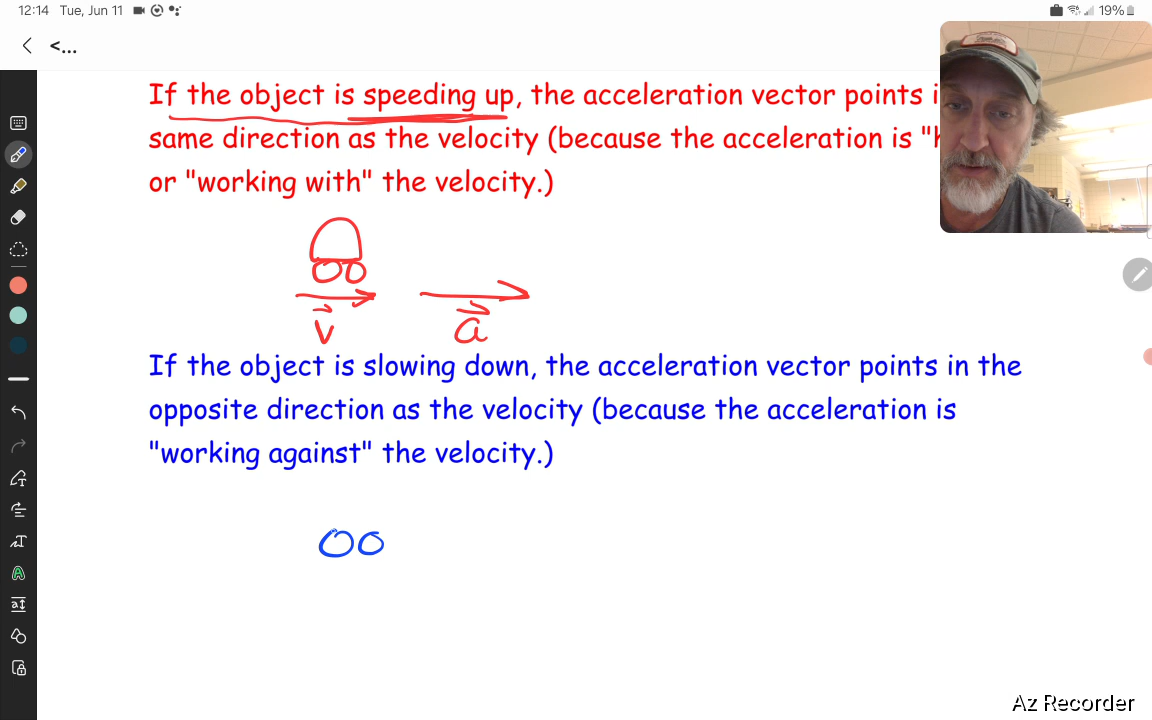 12:14 Tue, Jun 11
19%
<...
If the object is speeding up, the acceleration vector points
same direction as the velocity (because the acceleration is "
or "working with" the velocity.)
v a
If the object is slowing down, the acceleration vector points in the
opposite direction as the velocity (because the acceleration is
"working against" the velocity.)
Az Recorder